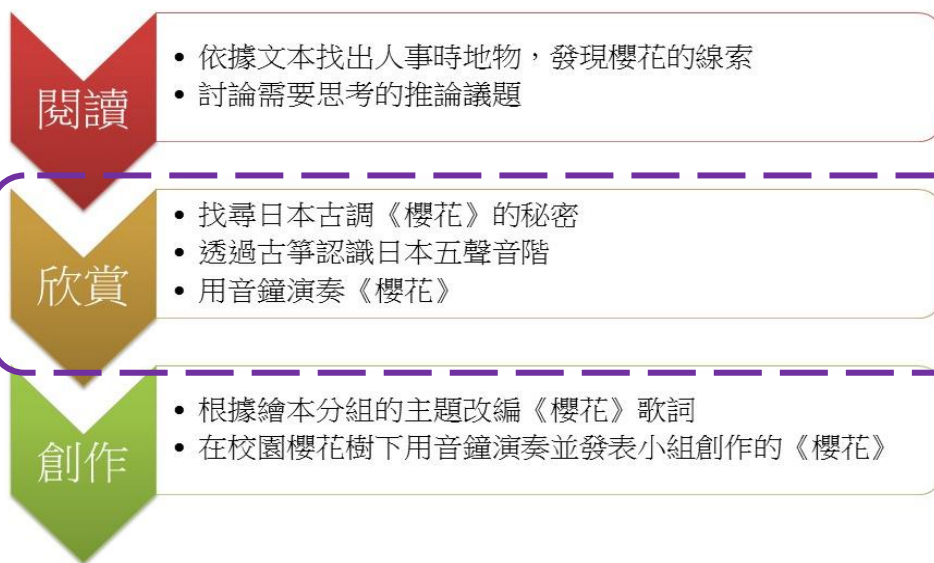 閱讀
• 依據文本找出人事時地物，發現櫻花的線索
• 討論需要思考的推論議題
欣賞
• 找尋日本古調《櫻花》的秘密
• 透過古箏認識日本五聲音階
• 用音鐘演奏《櫻花》
創作
• 根據繪本分組的主題改編《櫻花》歌詞
• 在校園櫻花樹下用音鐘演奏並發表小組創作的《櫻花》